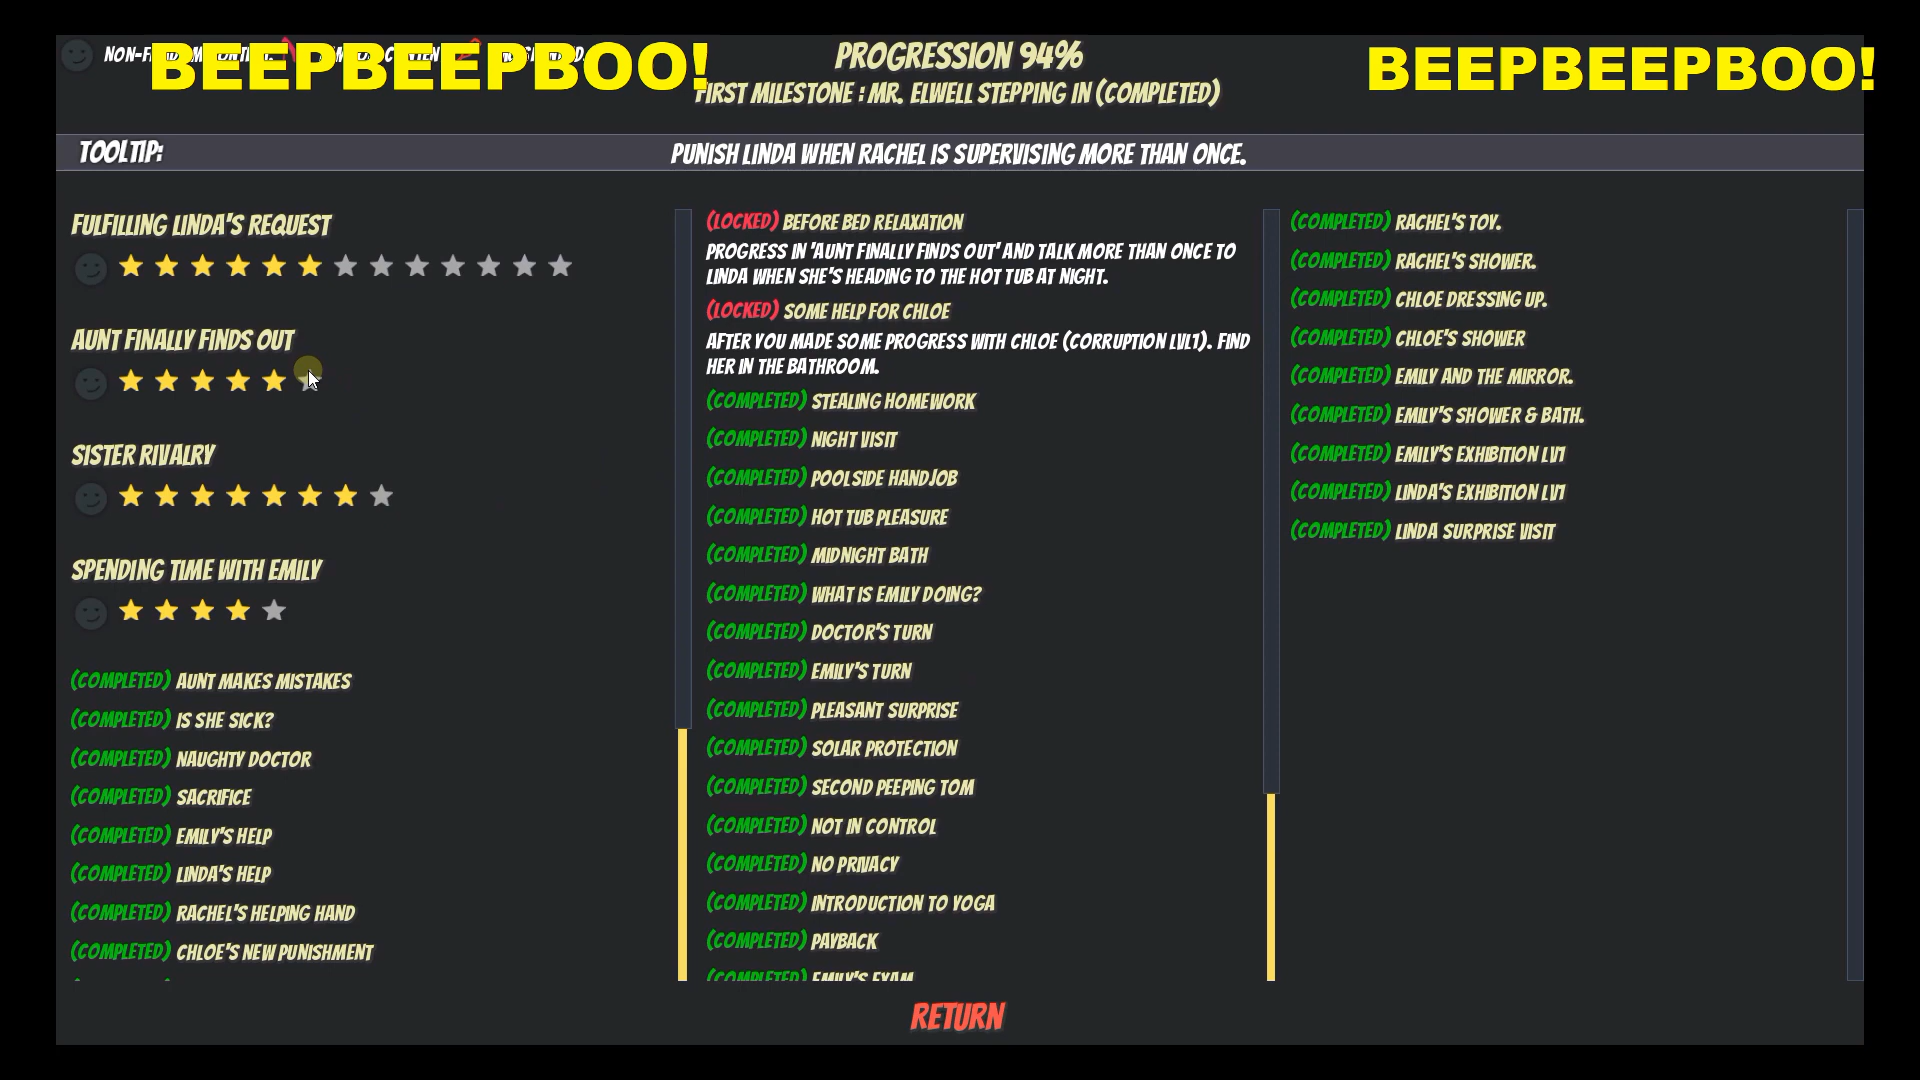 BEEPBEEPBOO!
BEEPBEEPBOO!
PROGRESSION 94%
FIRST MILESTONE : MR. ELWELL STEPPING IN (COMPLETED)
TOOLTIP:
PUNISH LINDA WHEN RACHEL IS SUPERVISING MORE THAN ONCE.
FULFILLING LINDA'S REQUEST
AUNT FINALLY FINDS OUT
SISTER RIVALRY
SPENDING TIME WITH EMILY
(COMPLETED) AUNT MAKES MISTAKES
(COMPLETED) IS SHE SICK?
(COMPLETED) NAUGHTY DOCTOR
(COMPLETED) SACRIFICE
(COMPLETED) EMILY'S HELP
(COMPLETED) LINDA'S HELP
(COMPLETED) RACHEL'S HELPING HAND
(COMPLETED) CHLOE'S NEW PUNISHMENT
(LOCKED) BEFORE BED RELAXATION
PROGRESS IN 'AUNT FINALLY FINDS OUT' AND TALK MORE THAN ONCE TO
LINDA WHEN SHE'S HEADING TO THE HOT TUB AT NIGHT.
(LOCKED) SOME HELP FOR CHLOE
AFTER YOU MADE SOME PROGRESS WITH CHLOE (CORRUPTION LVL1). FIND
HER IN THE BATHROOM.
(COMPLETED) STEALING HOMEWORK
(COMPLETED) NIGHT VISIT
(COMPLETED) POOLSIDE HANDJOB
(COMPLETED) HOT TUB PLEASURE
(COMPLETED) MIDNIGHT BATH
(COMPLETED) WHAT IS EMILY DOING?
(COMPLETED) DOCTOR'S TURN
(COMPLETED) EMILY'S TURN
(COMPLETED) PLEASANT SURPRISE
(COMPLETED) SOLAR PROTECTION
(COMPLETED) SECOND PEEPING TOM
(COMPLETED) NOT IN CONTROL
(COMPLETED) NO PRIVACY
(COMPLETED) INTRODUCTION TO YOGA
(COMPLETED) PAYBACK
(COMPLETED) EMILY'S EXAM
(COMPLETED) RACHEL'S TOY.
(COMPLETED) RACHEL'S SHOWER.
(COMPLETED) CHLOE DRESSING UP.
(COMPLETED) CHLOE'S SHOWER
(COMPLETED) EMILY AND THE MIRROR.
(COMPLETED) EMILY'S SHOWER & BATH.
(COMPLETED) EMILY'S EXHIBITION LV1
(COMPLETED) LINDA'S EXHIBITION LV1
(COMPLETED) LINDA SURPRISE VISIT
RETURN